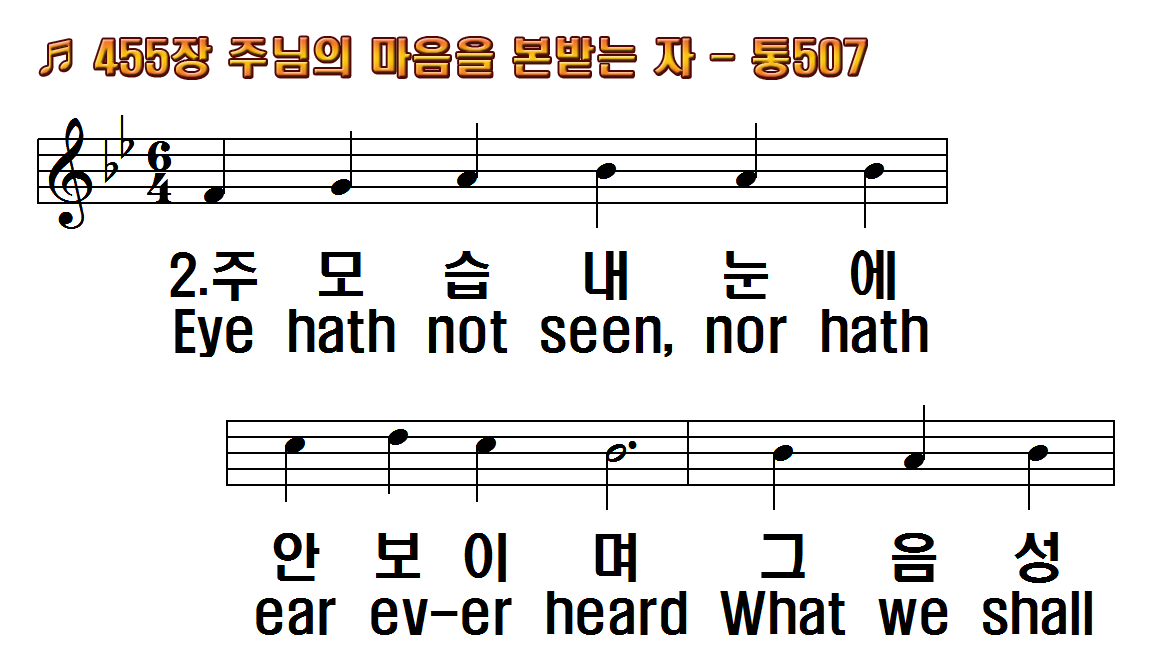 ♬ 455장 주님의 마음을 본받는 자 - 통507
6
4
2.주 모 습 내 눈 에
Eye hath not seen, nor hath
안 보 이 며 그 음 성
ear ev-er heard What we shall